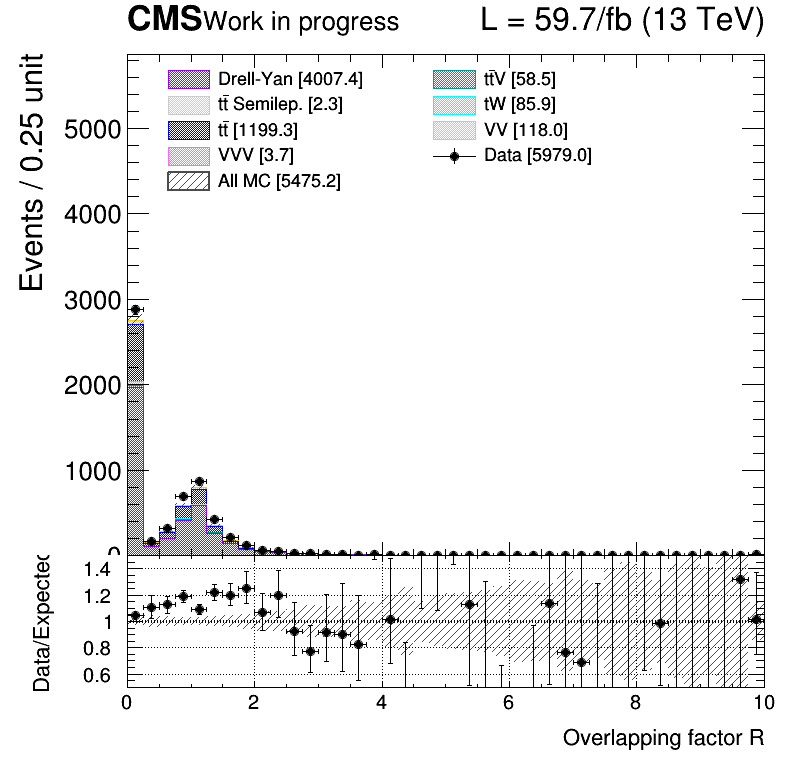 CMS Work in progress L = 59.7/fb (13 TeV)
Events / 0.25 unit
Drell-Yan [4007.4]
tt̄ Semilep. [2.3]
tt̄ [1199.3]
VVV [3.7]
All MC [5475.2]
tt̄V [58.5]
tW [85.9]
VV [118.0]
Data [5979.0]
5000
4000
3000
2000
1000
0
Data/Expected
1.4
1.2
1
0.8
0.6
0 2 4 6 8 10
Overlapping factor R